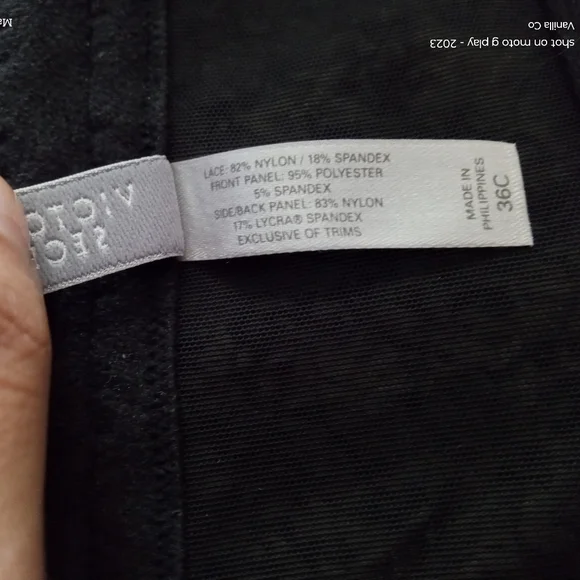 LACE: 82% NYLON / 18% SPANDEX
FRONT PANEL: 95% POLYESTER
5% SPANDEX
SIDE/BACK PANEL: 83% NYLON
17% LYCRA® SPANDEX
EXCLUSIVE OF TRIMS
MADE IN
PHILIPPINES
36C
shot on moto g play - 2023
Vanilla Co